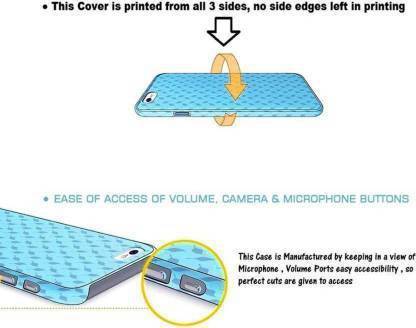 • This Cover is printed from all 3 sides, no side edges left in printing
• EASE OF ACCESS OF VOLUME, CAMERA & MICROPHONE BUTTONS
This Case is Manufactured by keeping in a view of
Microphone , Volume Ports easy accessibility , so
perfect cuts are given to access